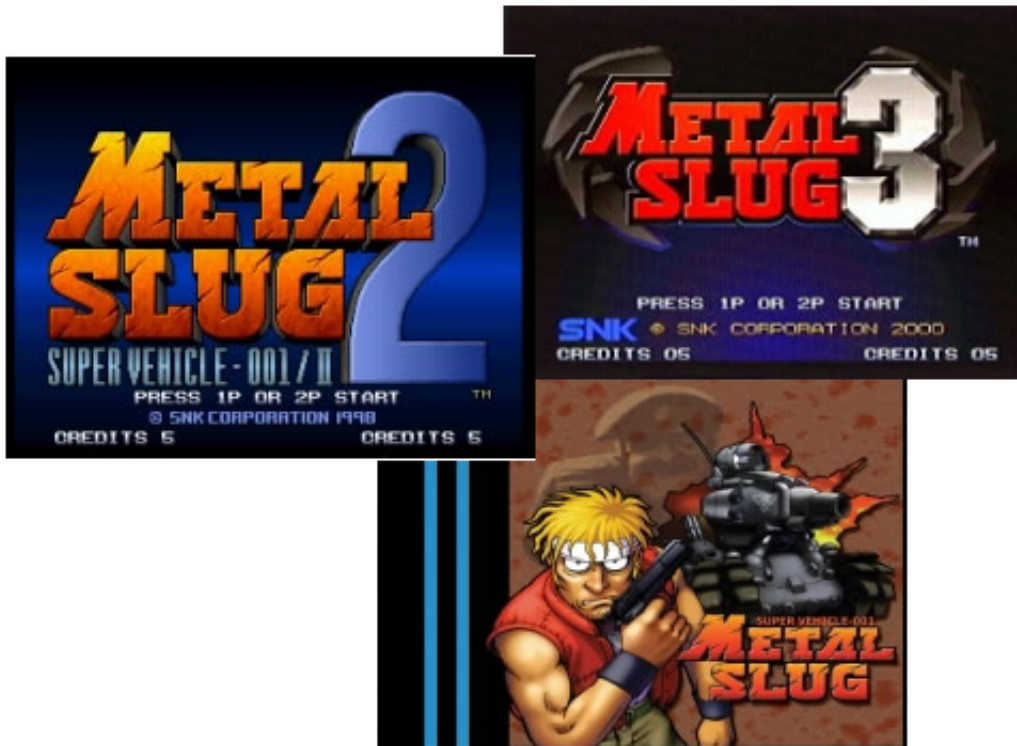 METAL
SLUG 2
SUPER VEHICLE - 001 / II
PRESS 1P OR 2P START
TM
© SNK CORPORATION 1998
CREDITS 5
CREDITS 5
METAL
SLUG 3
TM
PRESS 1P OR 2P START
SNK © SNK CORPORATION 2000
CREDITS 05
CREDITS 05
SUPER VEHICLE-001
METAL
SLUG